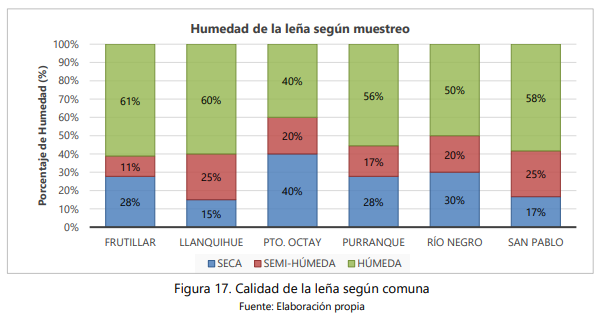 Humedad de la leña según muestreo
Porcentaje de Humedad (%)
100%
90%
80%
70%
60%
50%
40%
30%
20%
10%
0%
61% 60% 40% 56% 50% 58%
11% 25% 20% 17% 20% 25%
28% 15% 40% 28% 30% 17%
FRUTILLAR LLANQUIHUE PTO. OCTAY PURRANQUE RÍO NEGRO SAN PABLO
SECA SEMI-HÚMEDA HÚMEDA
Figura 17. Calidad de la leña según comuna
Fuente: Elaboración propia